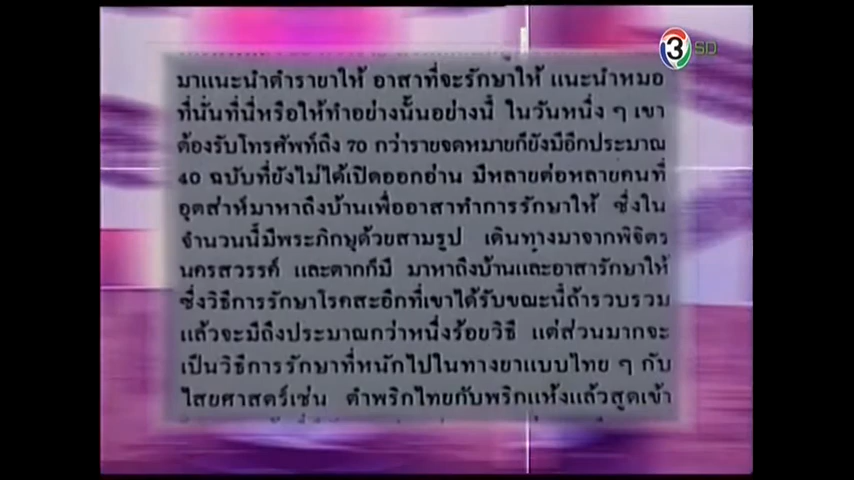 3 SD
มาแนะนำตำรายาให้ อาสาที่จะรักษาให้ แนะนำหมอ
ที่นั่นที่นี่หรือให้ทำอย่างนั้นอย่างนี้ ในวันหนึ่ง ๆ เขา
ต้องรับโทรศัพท์ถึง 70 กว่ารายจดหมายก็ยังมีอีกประมาณ
40 ฉบับที่ยังไม่ได้เปิดออกอ่าน มีหลายต่อหลายคนที่
อุตส่าห์มาหาถึงบ้านเพื่ออาสาทำการรักษาให้ ซึ่งใน
จำนวนนี้มีพระภิกษุด้วยสามรูป เดินทางมาจากพิจิตร
นครสวรรค์ และตากก็มี มาหาถึงบ้านและอาสารักษาให้
ซึ่งวิธีการรักษาโรคสะอึกที่เขาได้รับขณะนี้ถ้ารวบรวม
แล้วจะมีถึงประมาณกว่าหนึ่งร้อยวิธี แต่ส่วนมากจะ
เป็นวิธีการรักษาที่หนักไปในทางยาแบบไทย ๆ กับ
ไสยศาสตร์เช่น ตำพริกไทยกับพริกแห้งแล้วสูดเข้า